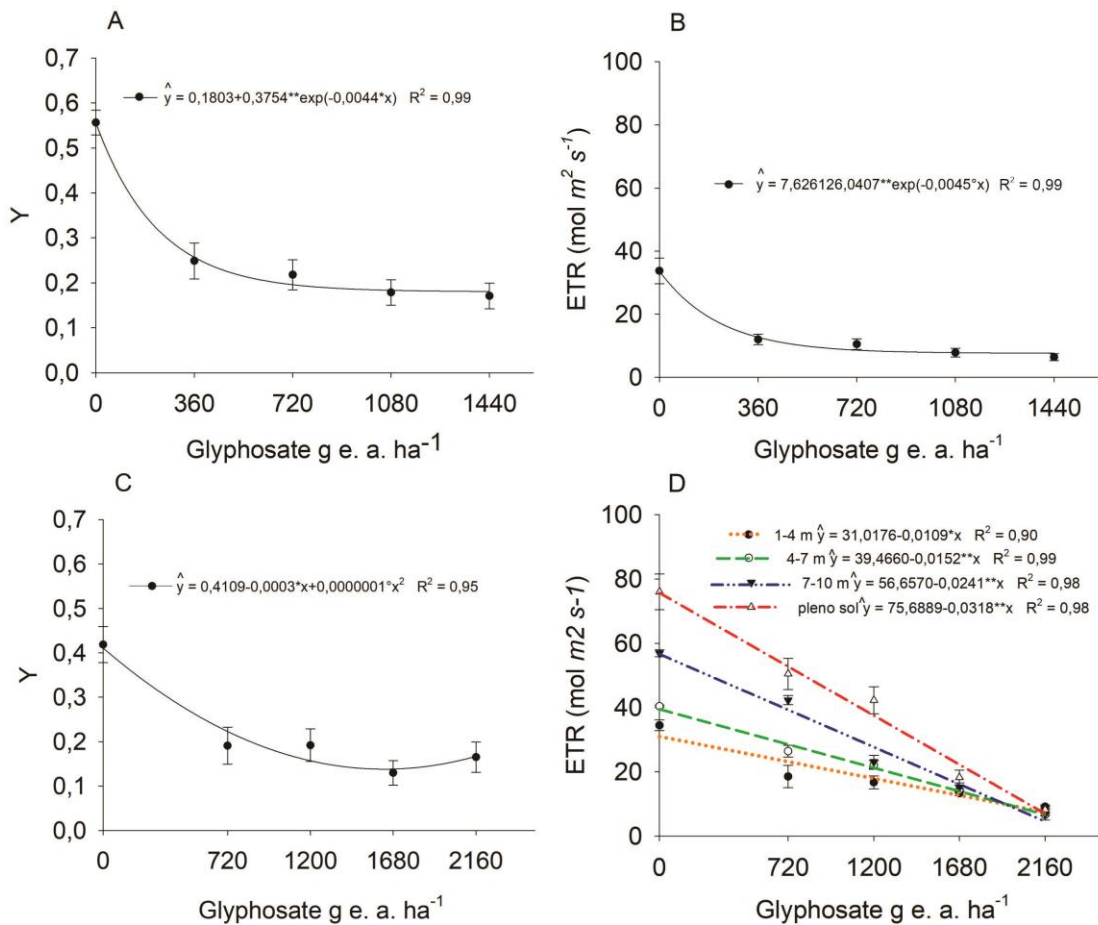 A
0,7
0,6
0,5
0,4
0,3
0,2
0,1
0,0
Y
ŷ = 0,1803+0,3754**exp(-0,0044*x) R² = 0,99
0 360 720 1080 1440
Glyphosate g e. a. ha⁻¹
B
100
80
60
40
20
0
ETR (mol m² s⁻¹)
ŷ = 7,626126,0407**exp(-0,0045°x) R² = 0,99
0 360 720 1080 1440
Glyphosate g e. a. ha⁻¹
C
0,7
0,6
0,5
0,4
0,3
0,2
0,1
0,0
Y
ŷ = 0,4109-0,0003*x+0,0000001°x² R² = 0,95
0 720 1200 1680 2160
Glyphosate g e. a. ha⁻¹
D
100
80
60
40
20
0
ETR (mol m2 s-1)
1-4 m ŷ = 31,0176-0,0109*x R² = 0,90
4-7 m ŷ = 39,4660-0,0152**x R² = 0,99
7-10 m ŷ = 56,6570-0,0241**x R² = 0,98
pleno sol ŷ = 75,6889-0,0318**x R² = 0,98
0 720 1200 1680 2160
Glyphosate g e. a. ha⁻¹